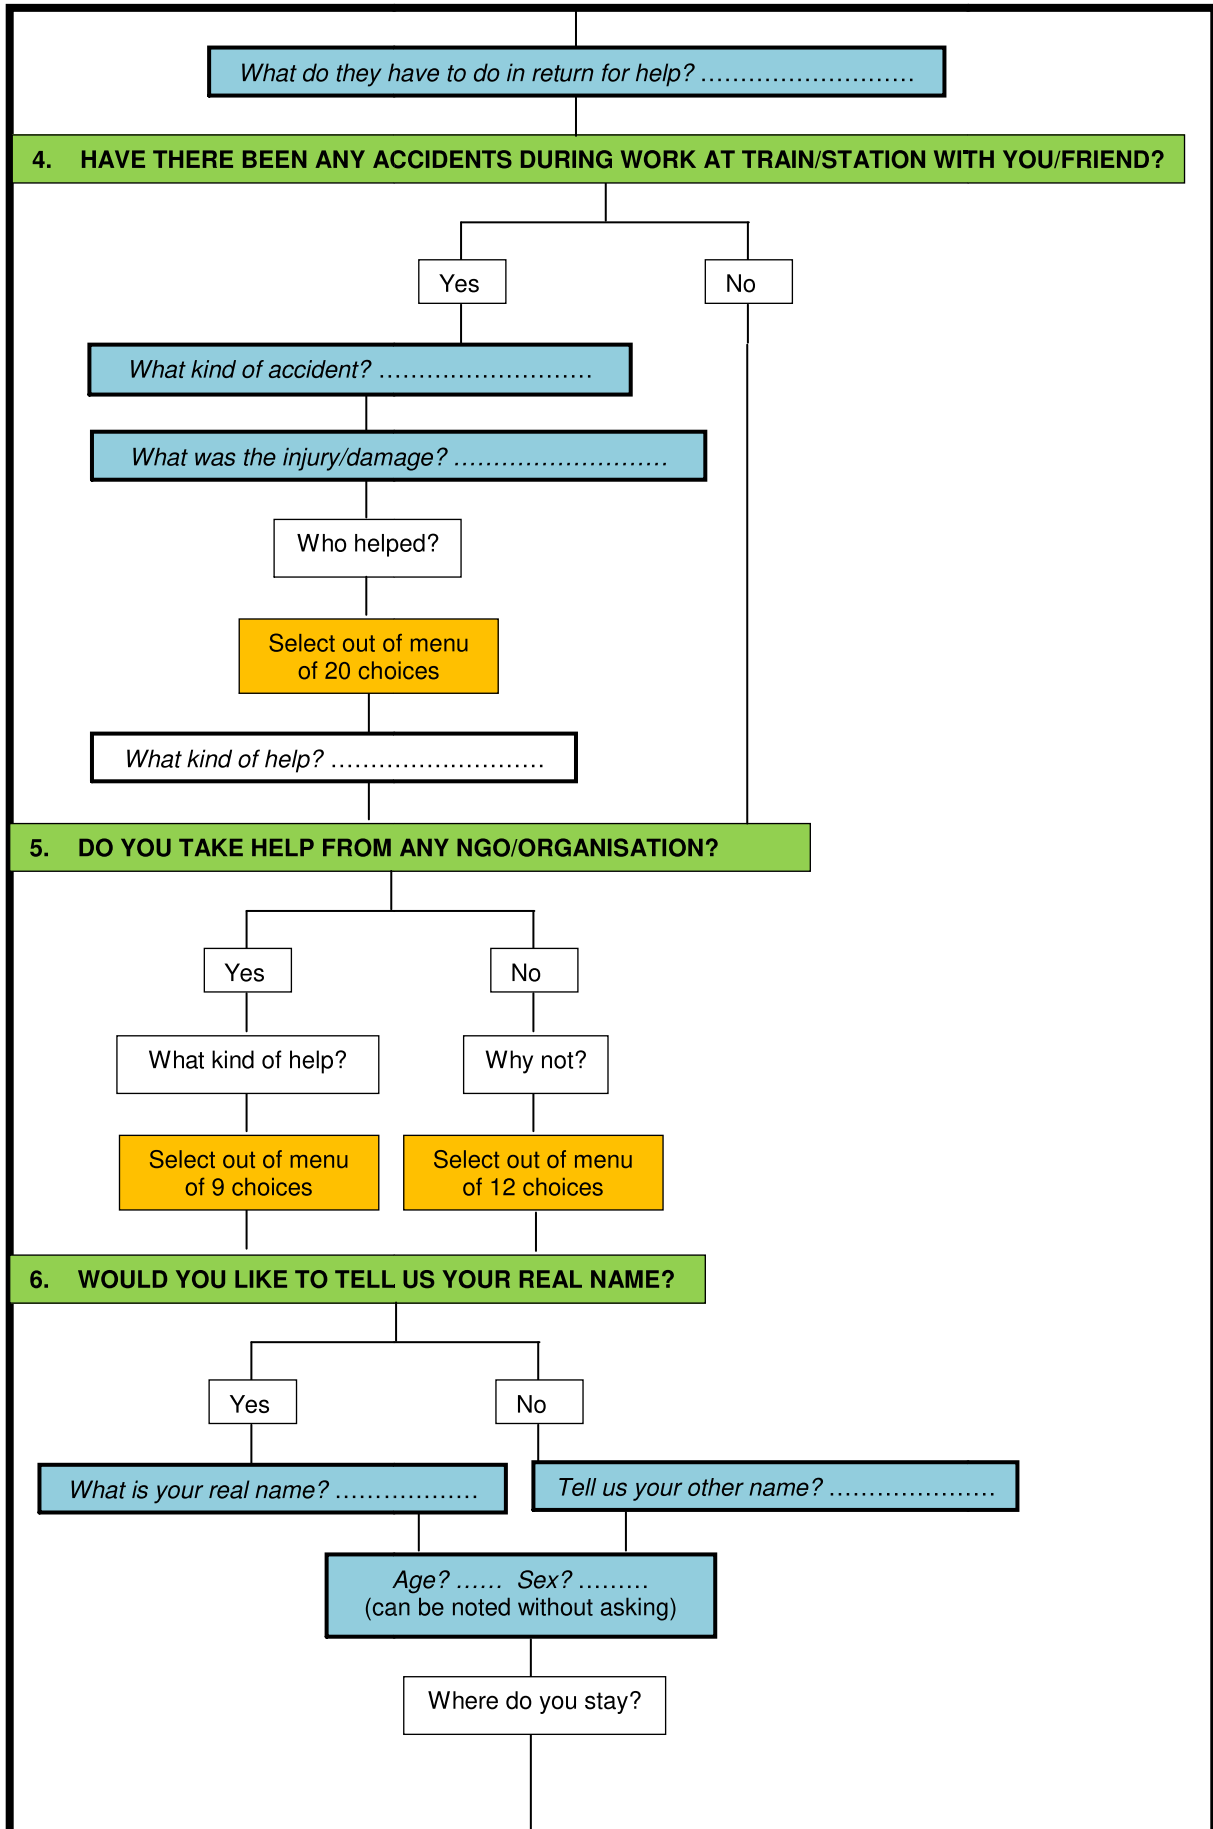 What do they have to do in return for help? ………………………
4. HAVE THERE BEEN ANY ACCIDENTS DURING WORK AT TRAIN/STATION WITH YOU/FRIEND?
Yes
No
What kind of accident? ………………………
What was the injury/damage? ………………………
Who helped?
Select out of menu
of 20 choices
What kind of help? ………………………
5. DO YOU TAKE HELP FROM ANY NGO/ORGANISATION?
Yes
No
What kind of help?
Why not?
Select out of menu
of 9 choices
Select out of menu
of 12 choices
6. WOULD YOU LIKE TO TELL US YOUR REAL NAME?
Yes
No
What is your real name? ………………
Tell us your other name? …………………
Age? …… Sex? ………
(can be noted without asking)
Where do you stay?